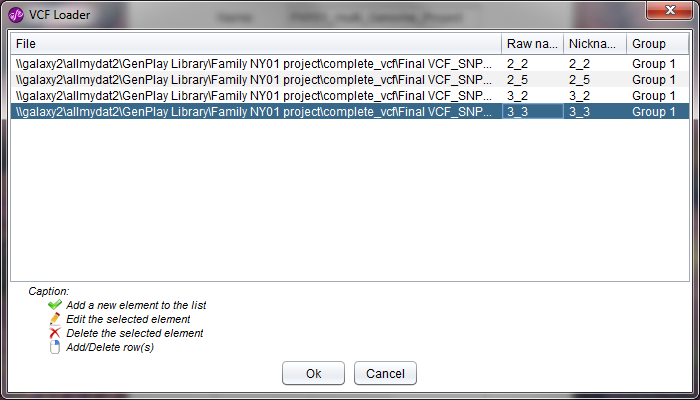 VCF Loader
File Raw na... Nickna... Group
\\galaxy2\allmydat2\GenPlay Library\Family NY01 project\complete_vcf\Final VCF_SNP... 2_2 2_2 Group 1
\\galaxy2\allmydat2\GenPlay Library\Family NY01 project\complete_vcf\Final VCF_SNP... 2_5 2_5 Group 1
\\galaxy2\allmydat2\GenPlay Library\Family NY01 project\complete_vcf\Final VCF_SNP... 3_2 3_2 Group 1
\\galaxy2\allmydat2\GenPlay Library\Family NY01 project\complete_vcf\Final VCF_SNP... 3_3 3_3 Group 1
Caption:
Add a new element to the list
Edit the selected element
Delete the selected element
Add/Delete row(s)
Ok Cancel